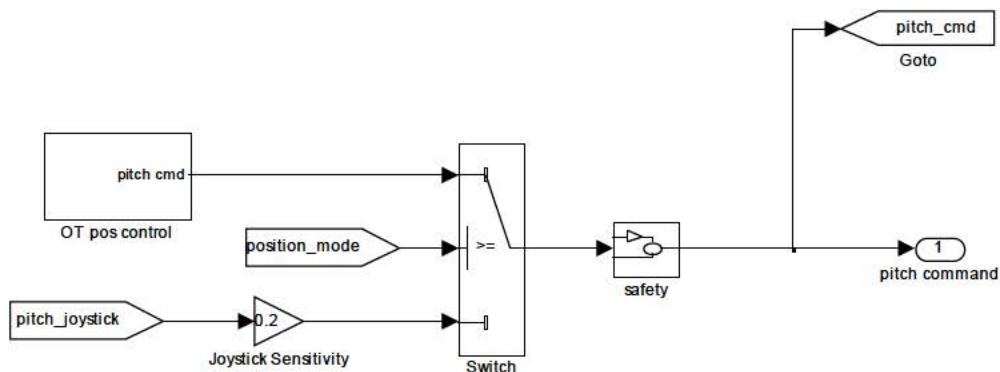 pitch_cmd
Goto
pitch cmd
OT pos control
position_mode
>=
safety
1
pitch command
pitch_joystick
0.2
Joystick Sensitivity
Switch